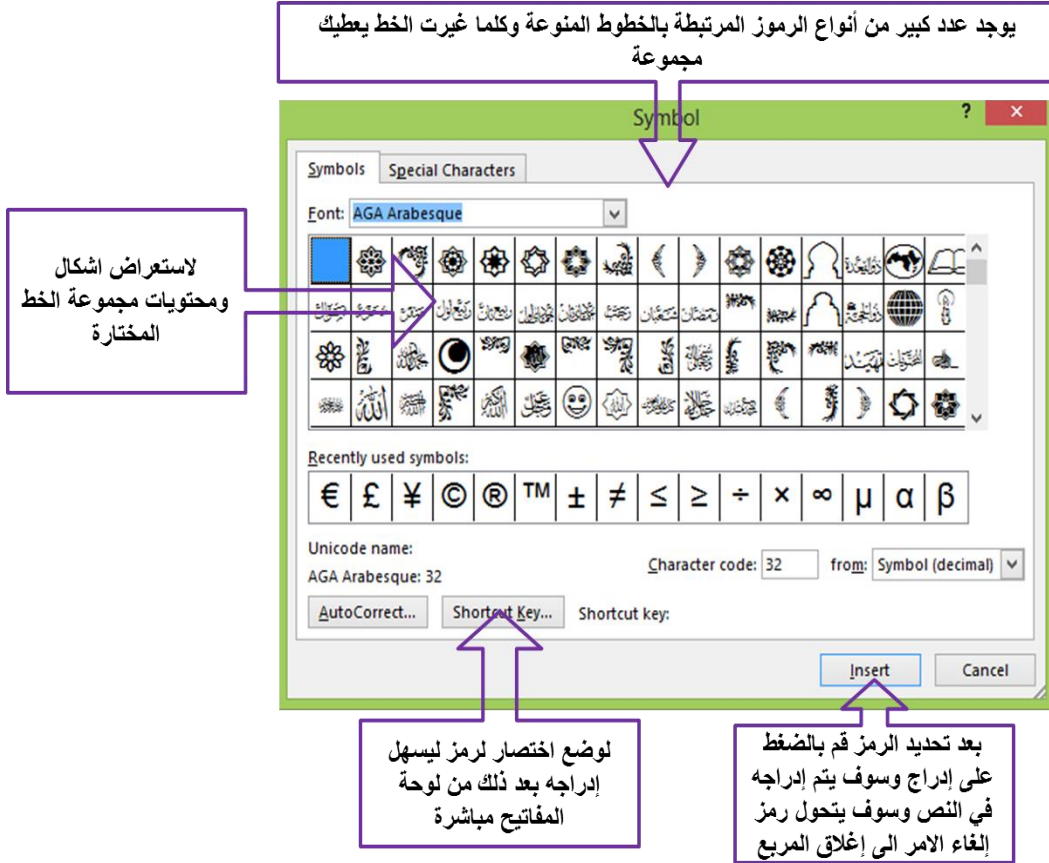 يوجد عدد كبير من أنواع الرموز المرتبطة بالخطوط المنوعة وكلما غيرت الخط يعطيك
مجموعة
Symbol
? ×
Symbols Special Characters
Font: AGA Arabesque
لاستعراض اشكال
ومحتويات مجموعة الخط
المختارة
Recently used symbols:
€ £ ¥ © ® ™ ± ≠ ≤ ≥ ÷ × ∞ µ α β
Unicode name:
AGA Arabesque: 32
Character code: 32 from: Symbol (decimal)
AutoCorrect... Shortcut Key... Shortcut key:
Insert Cancel
لوضع اختصار لرمز ليسهل
إدراجه بعد ذلك من لوحة
المفاتيح مباشرة
بعد تحديد الرمز قم بالضغط
على إدراج وسوف يتم إدراجه
في النص وسوف يتحول رمز
إلغاء الامر الى إغلاق المربع